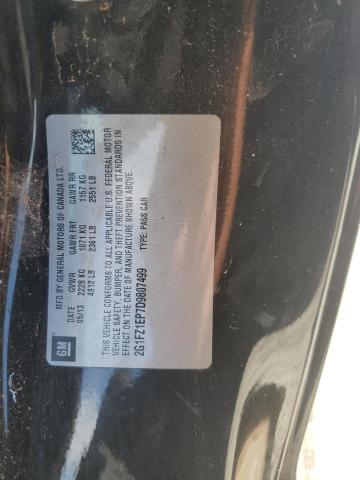 GM
MFD BY GENERAL MOTORS OF CANADA LTD.
DATE GVWR GAWR FRT GAWR RR
05/13 2228 KG 1071 KG 1157 KG
4912 LB 2361 LB 2551 LB
THIS VEHICLE CONFORMS TO ALL APPLICABLE U.S. FEDERAL MOTOR
VEHICLE SAFETY, BUMPER, AND THEFT PREVENTION STANDARDS IN
EFFECT ON THE DATE OF MANUFACTURE SHOWN ABOVE.
2G1FZ1EP7D9807499 TYPE: PASS CAR